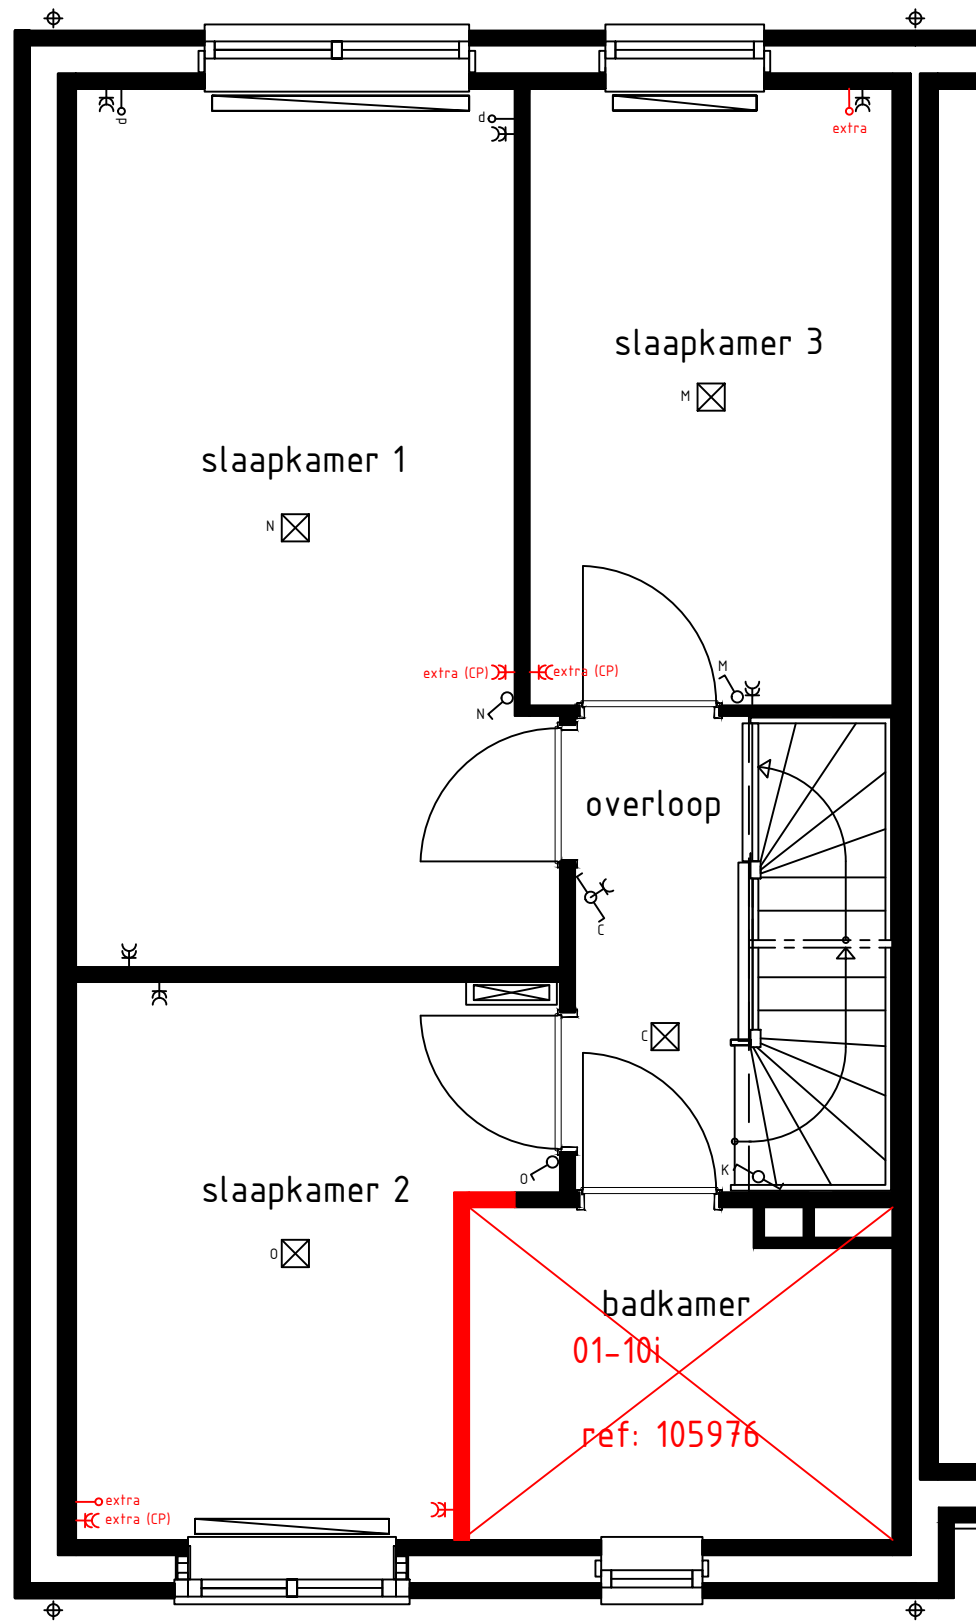 d
d
extra
slaapkamer 3
M
slaapkamer 1
N
extra (CP)
extra (CP)
M
N
overloop
C
C
K
O
slaapkamer 2
O
badkamer
01-10i
ref: 105976
extra
extra (CP)